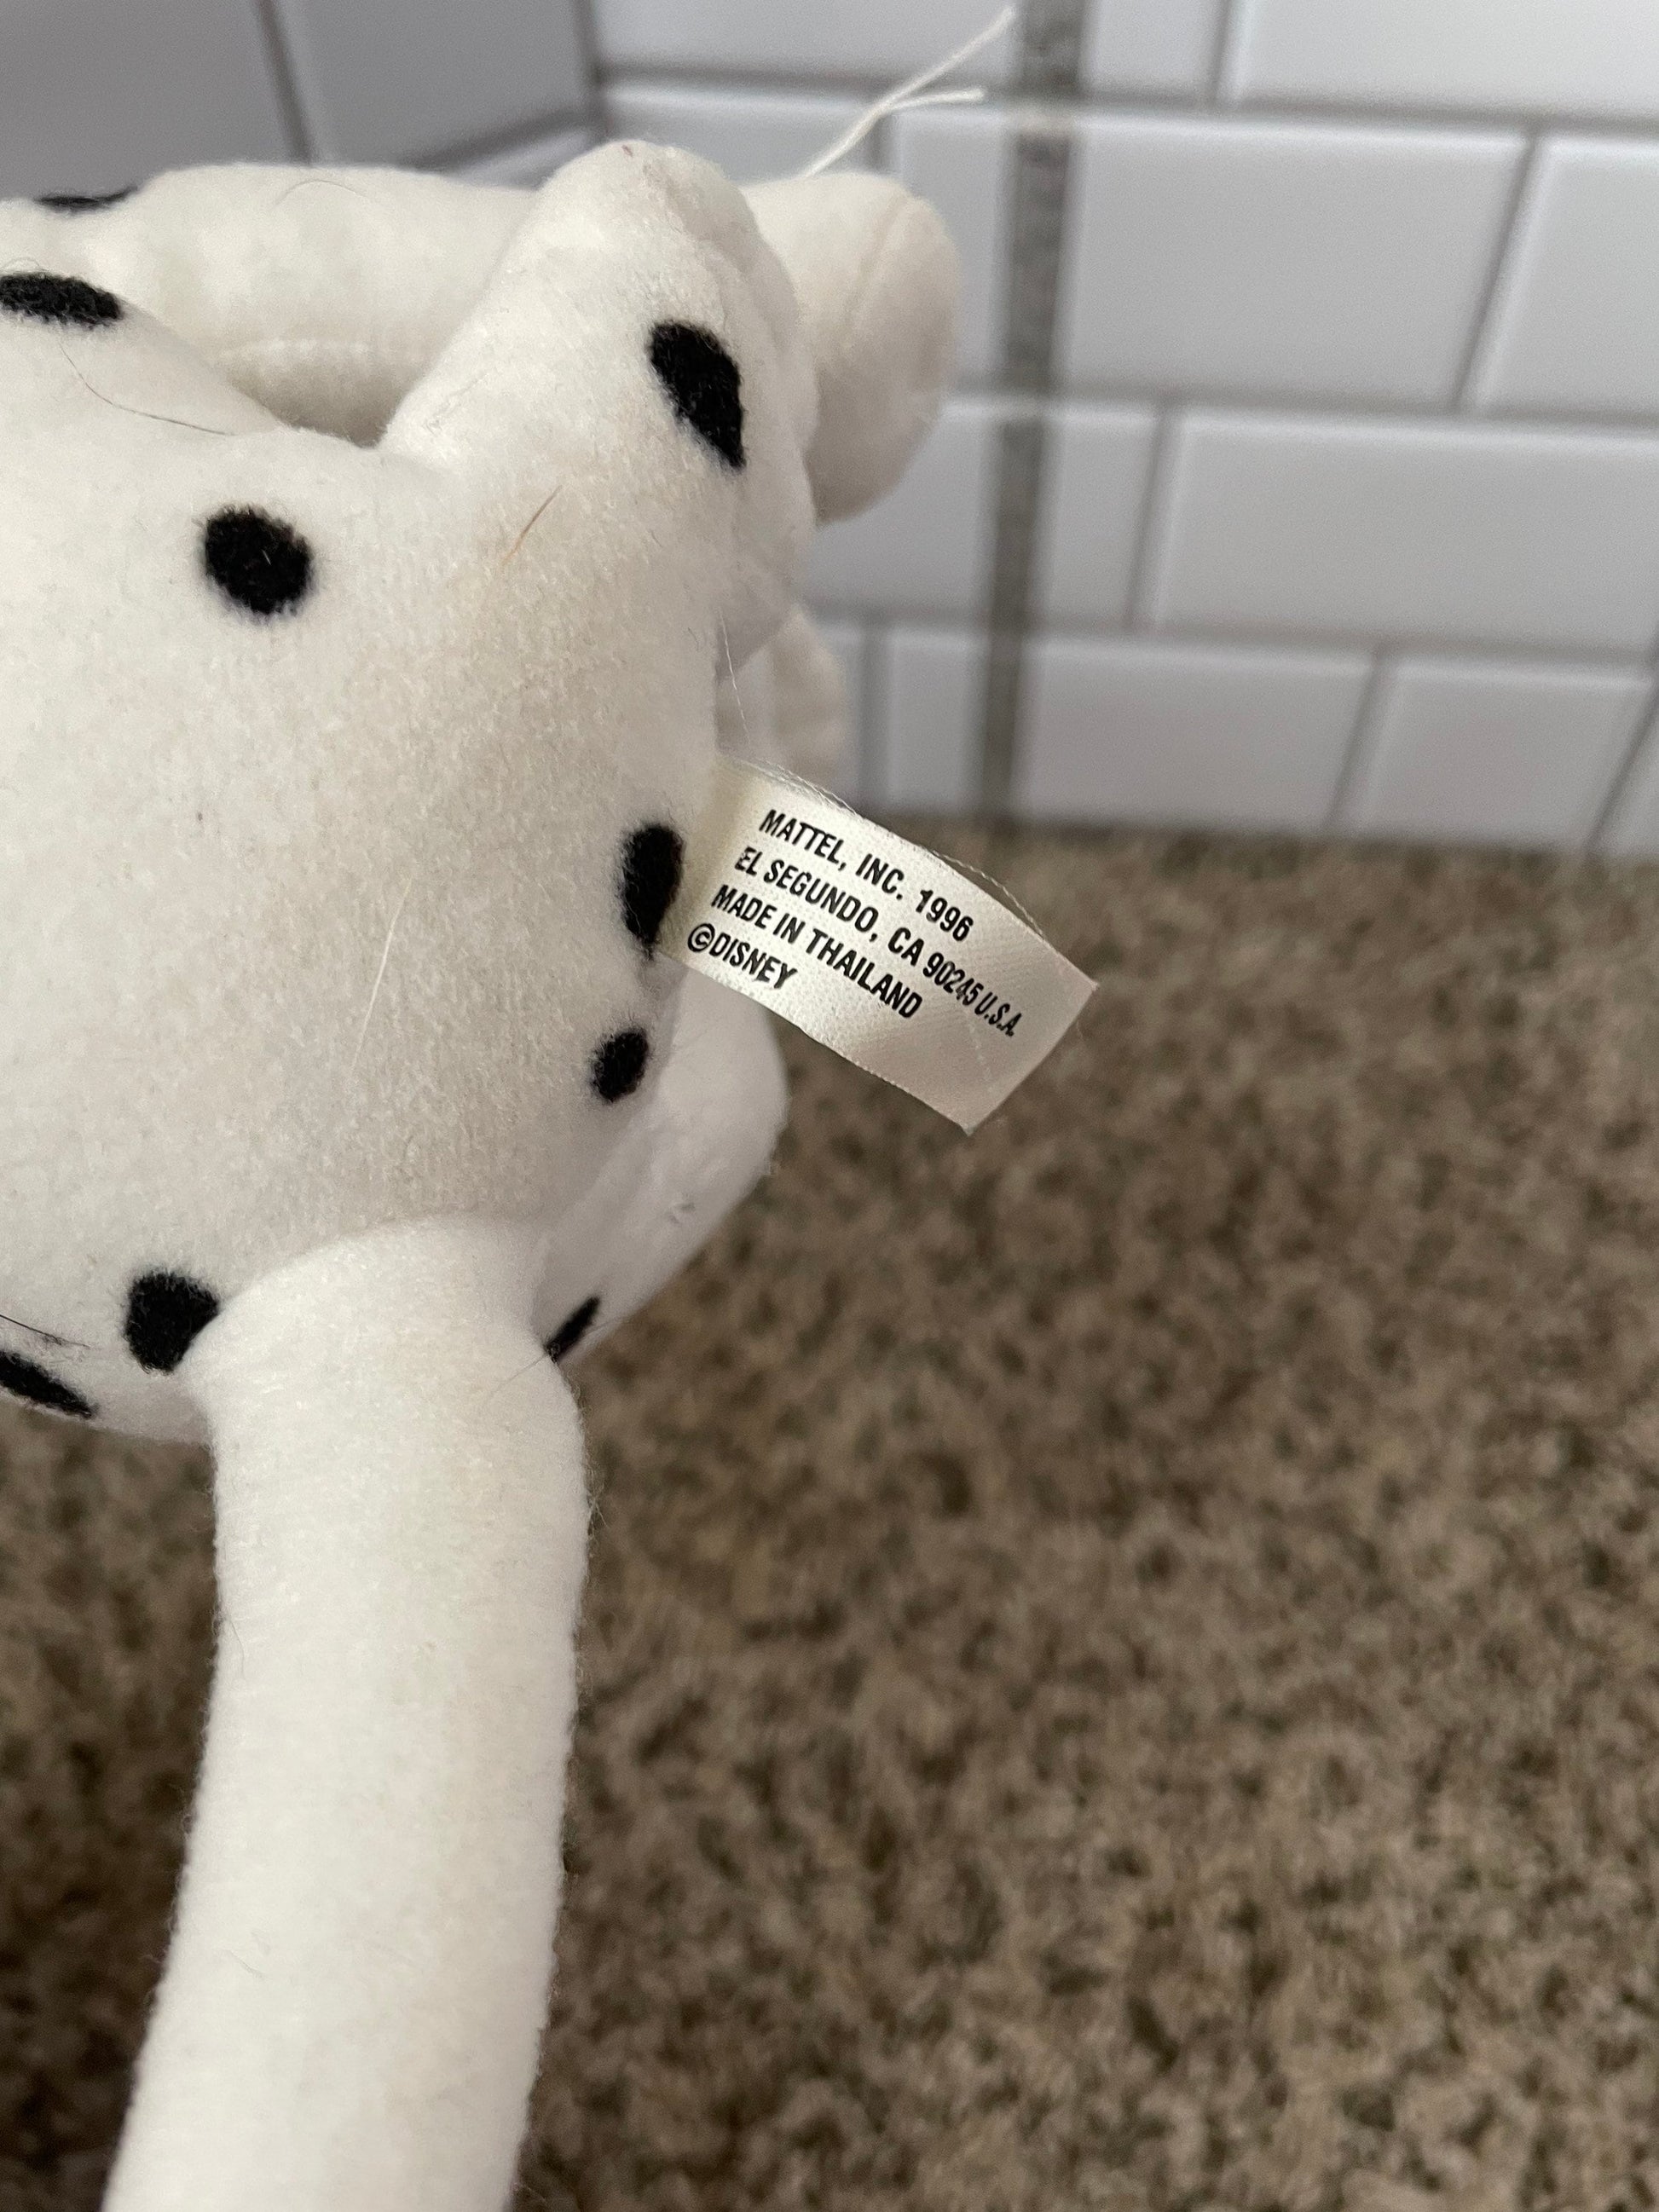 MATTEL, INC. 1996
EL SEGUNDO, CA 90245 U.S.A.
MADE IN THAILAND
©DISNEY